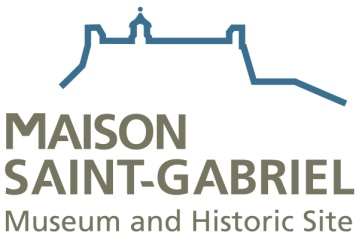 MAISON
SAINT-GABRIEL
Museum and Historic Site